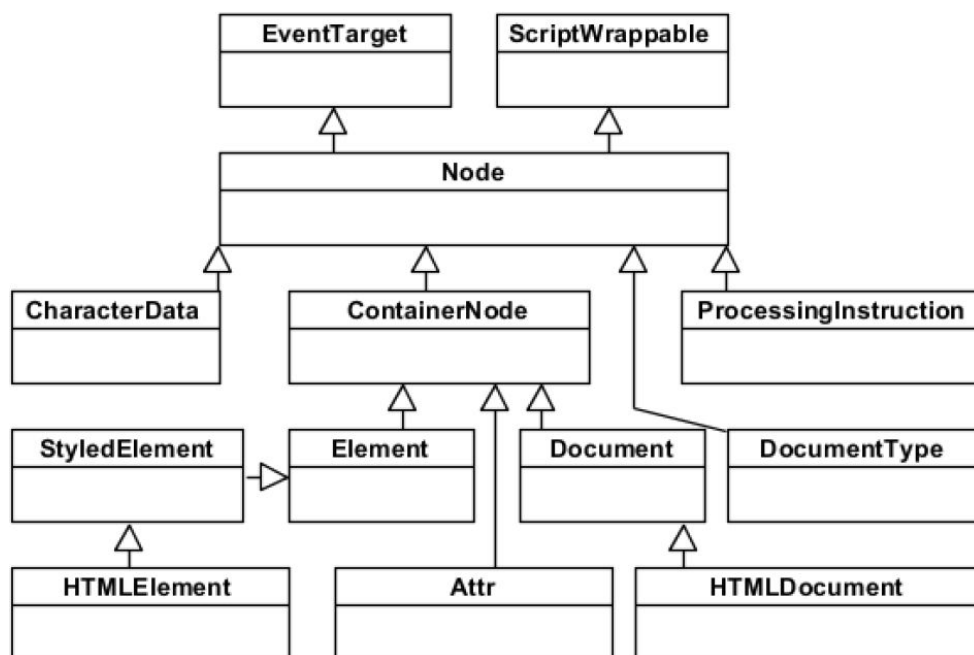 EventTarget
ScriptWrappable
Node
CharacterData
ContainerNode
ProcessingInstruction
StyledElement
Element
Document
DocumentType
HTMLElement
Attr
HTMLDocument